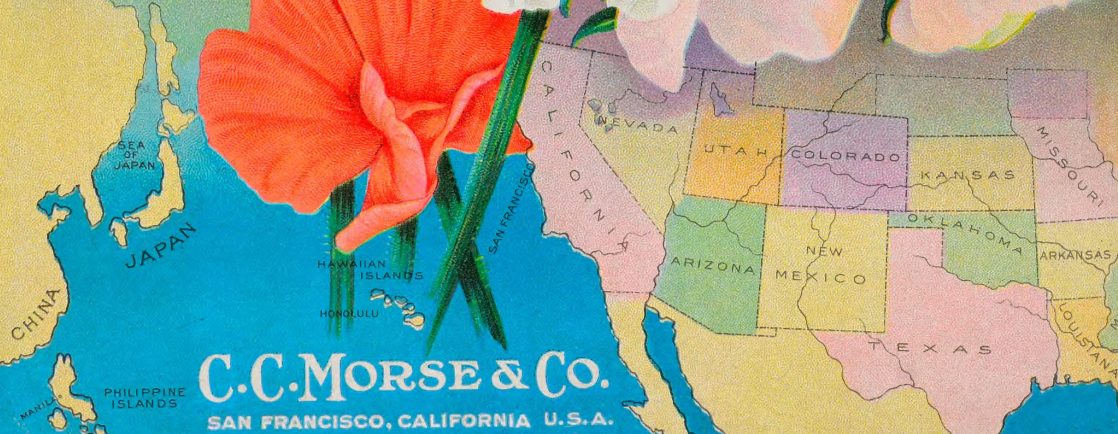 SEA
OF
JAPAN
JAPAN
CHINA
MANILA
PHILIPPINE
ISLANDS
HAWAIIAN
ISLANDS
HONOLULU
SAN FRANCISCO
CALIFORNIA
NEVADA
UTAH
COLORADO
KANSAS
MISSOURI
ARIZONA
NEW
MEXICO
OKLAHOMA
ARKANSAS
TEXAS
LOUISIANA
C.C.MORSE & CO.
SAN FRANCISCO, CALIFORNIA U.S.A.